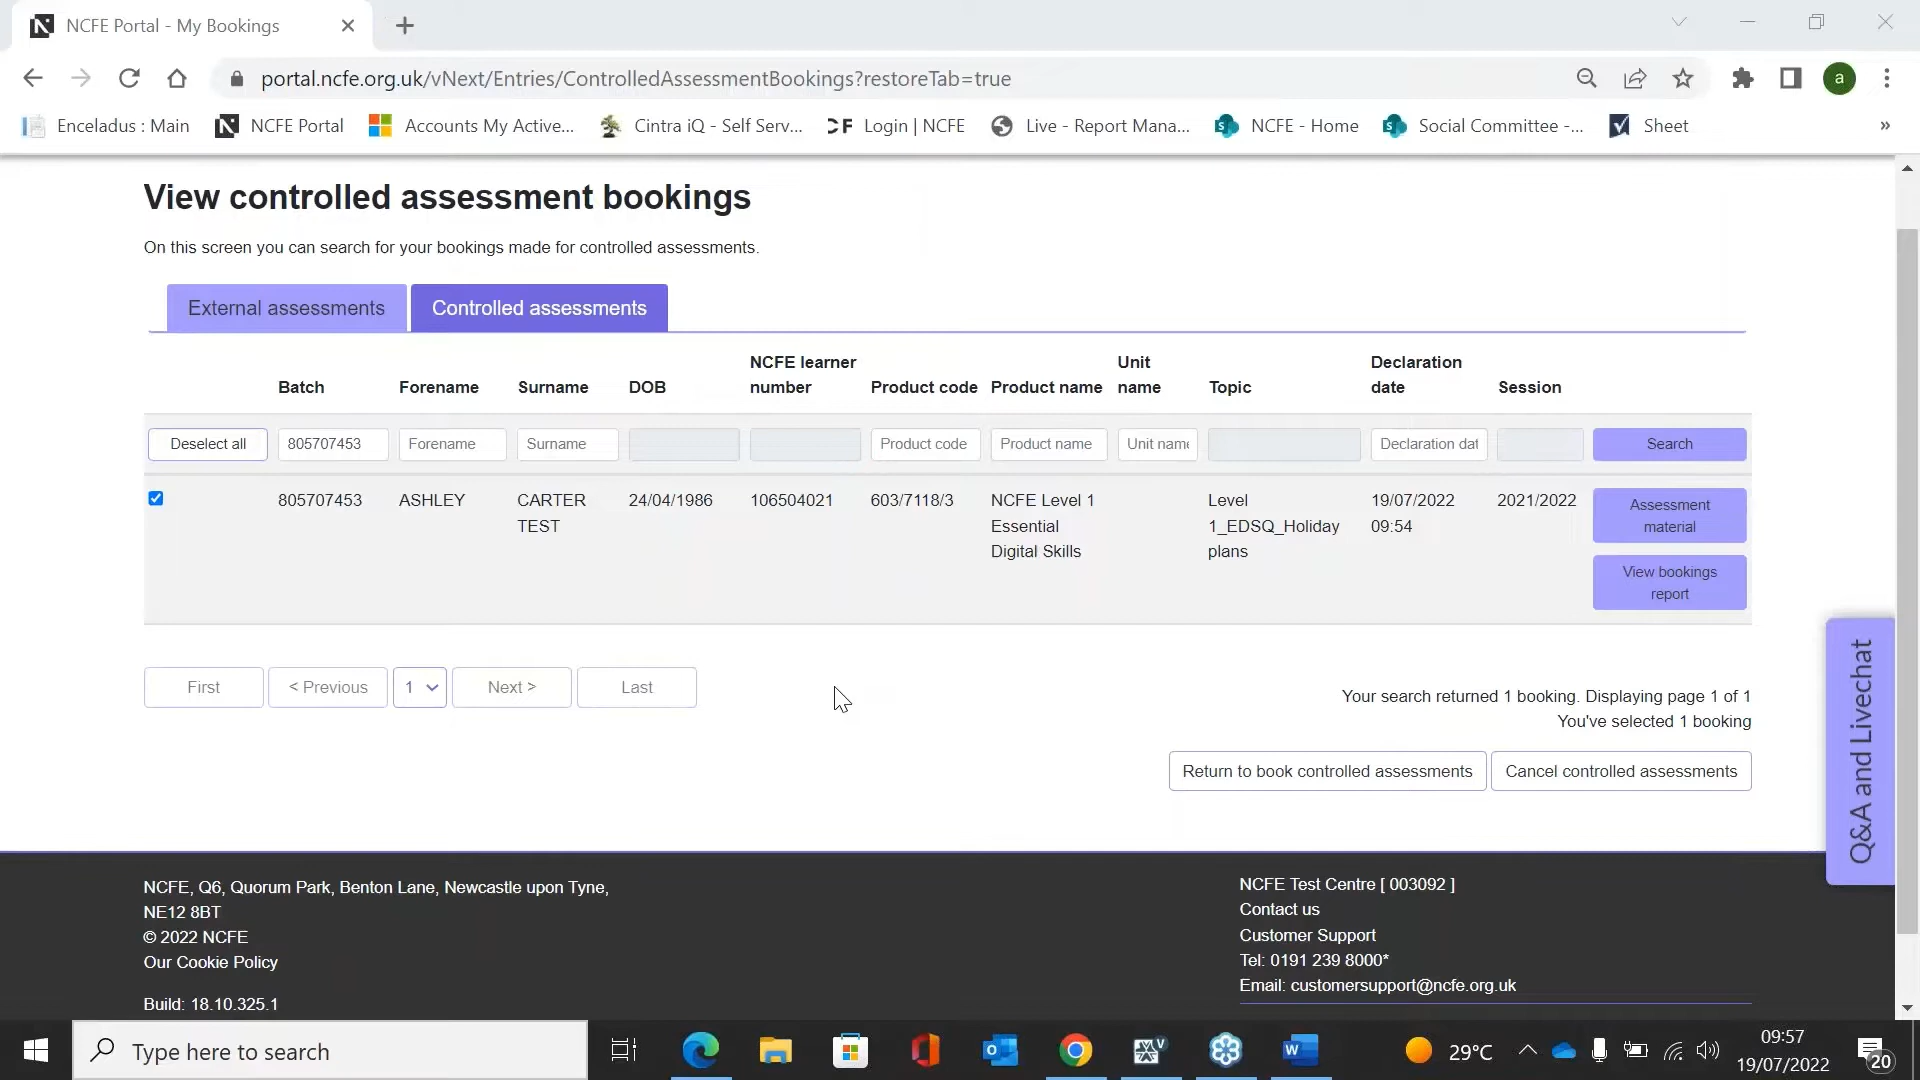 NCFE Portal - My Bookings
portal.ncfe.org.uk/vNext/Entries/ControlledAssessmentBookings?restoreTab=true
a
Enceladus : Main
NCFE Portal
Accounts My Active...
Cintra iQ - Self Serv...
Login | NCFE
Live - Report Mana...
NCFE - Home
Social Committee -...
Sheet
»
View controlled assessment bookings
On this screen you can search for your bookings made for controlled assessments.
External assessments
Controlled assessments
Batch
Forename
Surname
DOB
NCFE learner
number
Product code
Product name
Unit
name
Topic
Declaration
date
Session
Deselect all
805707453
Forename
Surname
Product code
Product name
Unit name
Declaration dat
Search
805707453
ASHLEY
CARTER
TEST
24/04/1986
106504021
603/7118/3
NCFE Level 1
Essential
Digital Skills
Level
1_EDSQ_Holiday
plans
19/07/2022
09:54
2021/2022
Assessment
material
View bookings
report
First
< Previous
1
Next >
Last
Your search returned 1 booking. Displaying page 1 of 1
You've selected 1 booking
Return to book controlled assessments
Cancel controlled assessments
Q&A and Livechat
NCFE, Q6, Quorum Park, Benton Lane, Newcastle upon Tyne,
NE12 8BT
© 2022 NCFE
Our Cookie Policy
Build: 18.10.325.1
NCFE Test Centre [ 003092 ]
Contact us
Customer Support
Tel: 0191 239 8000*
Email: customersupport@ncfe.org.uk
Type here to search
29°C
09:57
19/07/2022
20